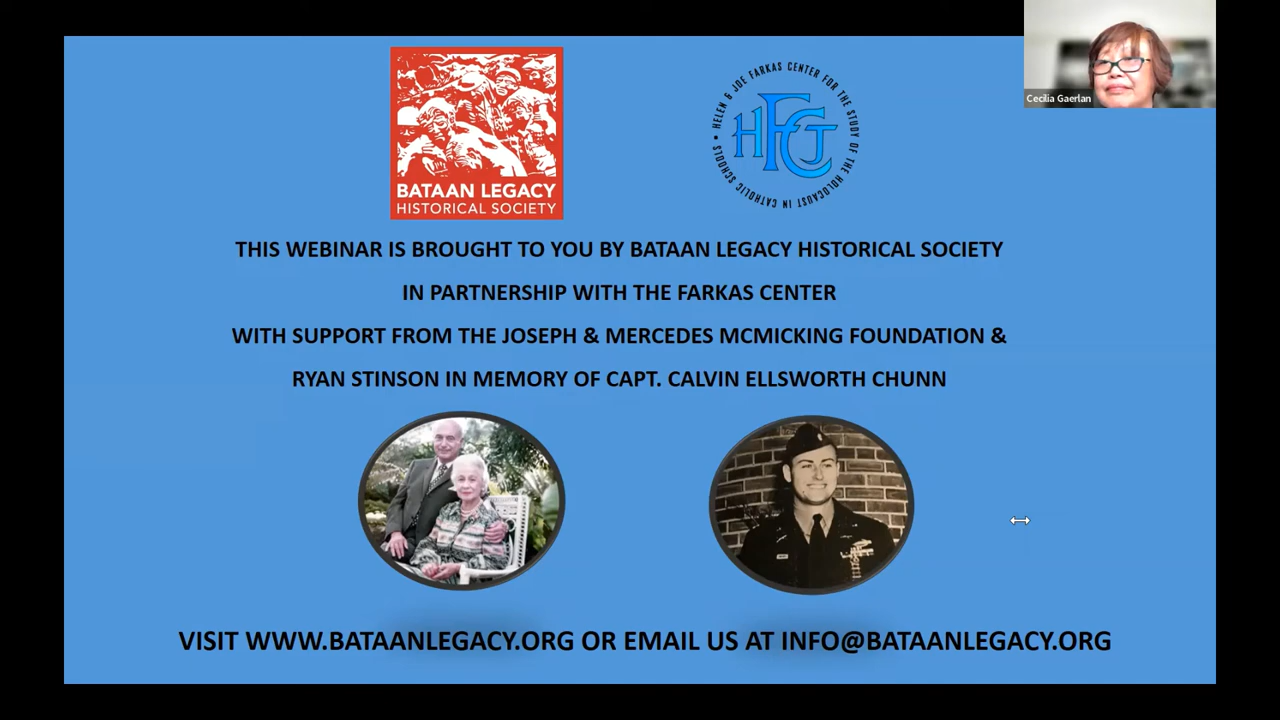 Cecilia Gaerlan
BATAAN LEGACY
HISTORICAL SOCIETY
HELEN & JOE FARKAS CENTER FOR THE STUDY OF THE HOLOCAUST IN CATHOLIC SCHOOLS •
HFCJ
THIS WEBINAR IS BROUGHT TO YOU BY BATAAN LEGACY HISTORICAL SOCIETY
IN PARTNERSHIP WITH THE FARKAS CENTER
WITH SUPPORT FROM THE JOSEPH & MERCEDES MCMICKING FOUNDATION &
RYAN STINSON IN MEMORY OF CAPT. CALVIN ELLSWORTH CHUNN
VISIT WWW.BATAANLEGACY.ORG OR EMAIL US AT INFO@BATAANLEGACY.ORG